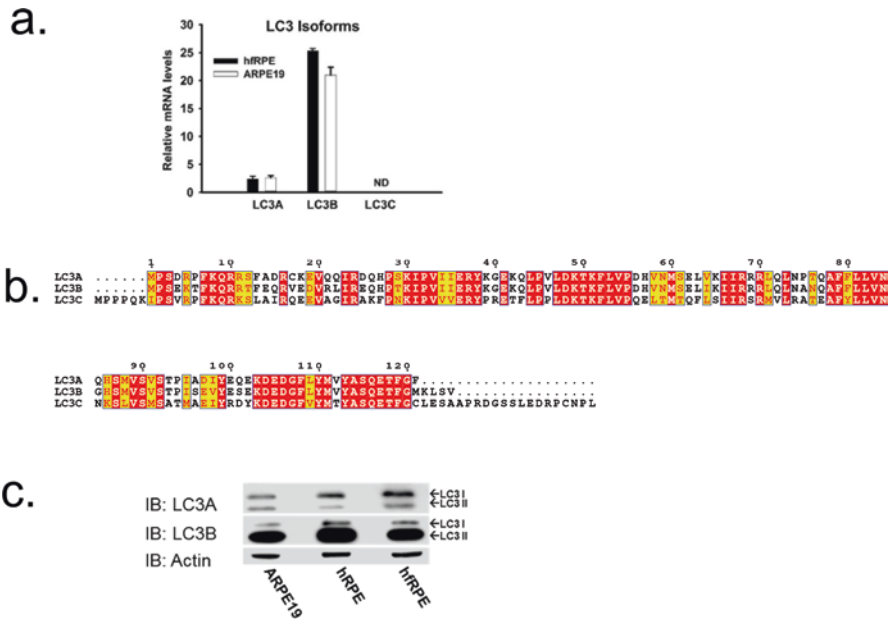 a.
LC3 Isoforms
hfRPE
ARPE19
Relative mRNA levels
30
25
20
15
10
5
0
ND
LC3A LC3B LC3C
b.
1 10 20 30 40 50 60 70 80
LC3A ......MPSDRPFKQRRSFADRCKEVQQIRDQHPSKIPVIIERYKGEKQLPVLDKTKFLVPDHVNMSELVKIIRRRLQLNPTQAFFLLVN
LC3B ......MPSEKTFKQRRTFEQRVEDVRLIREQHPTKIPVIIERYKGEKQLPVLDKTKFLVPDHVNMSELIKIIRRRLQLNANQAFFLLVN
LC3C MPPPQKIPSVRPFKQRKSLAIRQEEVAGIRAKFPNKIPVVVERYPRETFLPPLDKTKFLVPQELTMTQFLSIIRSRMVLRATEAFYLLVN
90 100 110 120
LC3A QHSMVSVSTPIADIYEQEKDEDGFLYMVYASQETFGF....................
LC3B GHSMVSVSTPISEVYESEKDEDGFLYMVYASQETFGMKLSV................
LC3C NKSLVSMSATMAEIYRDYKDEDGFVYMTYASQETFGCLESAAPRDGSSLEDRPCNPL
c.
IB: LC3A
←LC3 I
←LC3 II
IB: LC3B
←LC3 I
←LC3 II
IB: Actin
ARPE19
hRPE
hfRPE